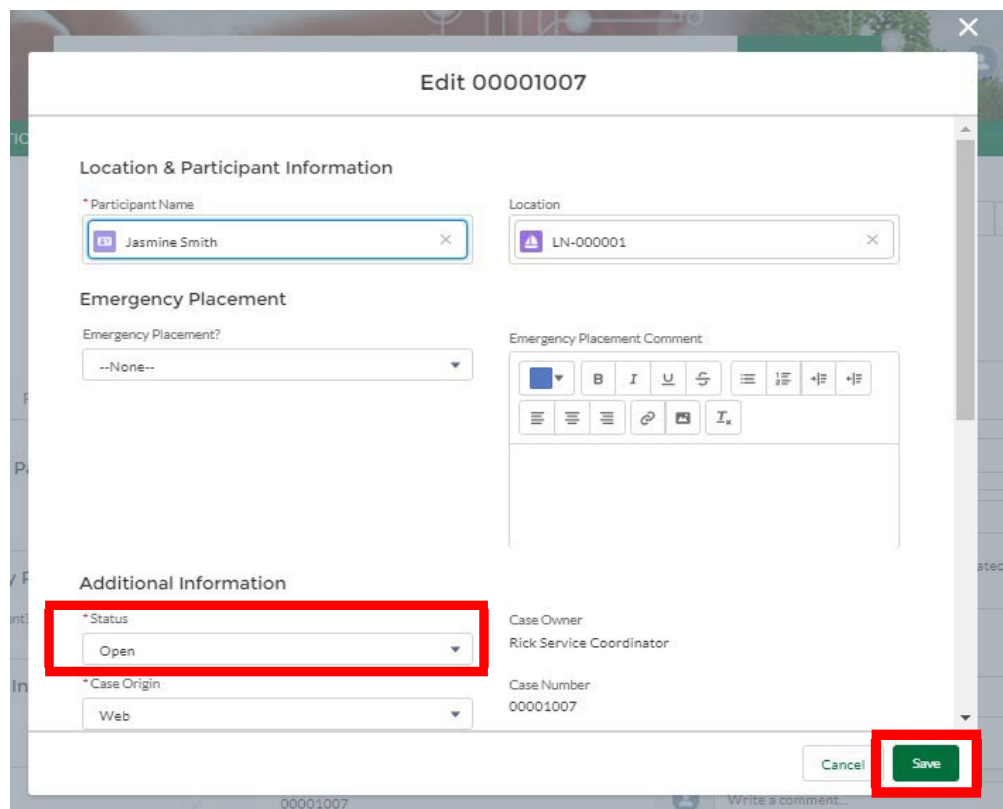 Edit 00001007
Location & Participant Information
*Participant Name
Location
Jasmine Smith
LN-000001
Emergency Placement
Emergency Placement?
Emergency Placement Comment
--None--
B I U S
Additional Information
*Status
Case Owner
Open
Rick Service Coordinator
*Case Origin
Case Number
Web
00001007
Cancel
Save
00001007
Write a comment...